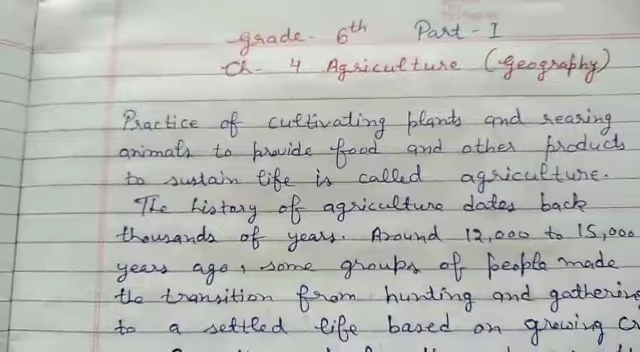 grade - 6th Part - I
Ch. 4 Agriculture (Geography)
Practice of cultivating plants and rearing
animals to provide food and other products
to sustain life is called agriculture.
The history of agriculture dates back
thousands of years. Around 12,000 to 15,000
years ago, some groups of people made
the transition from hunting and gathering
to a settled life based on growing